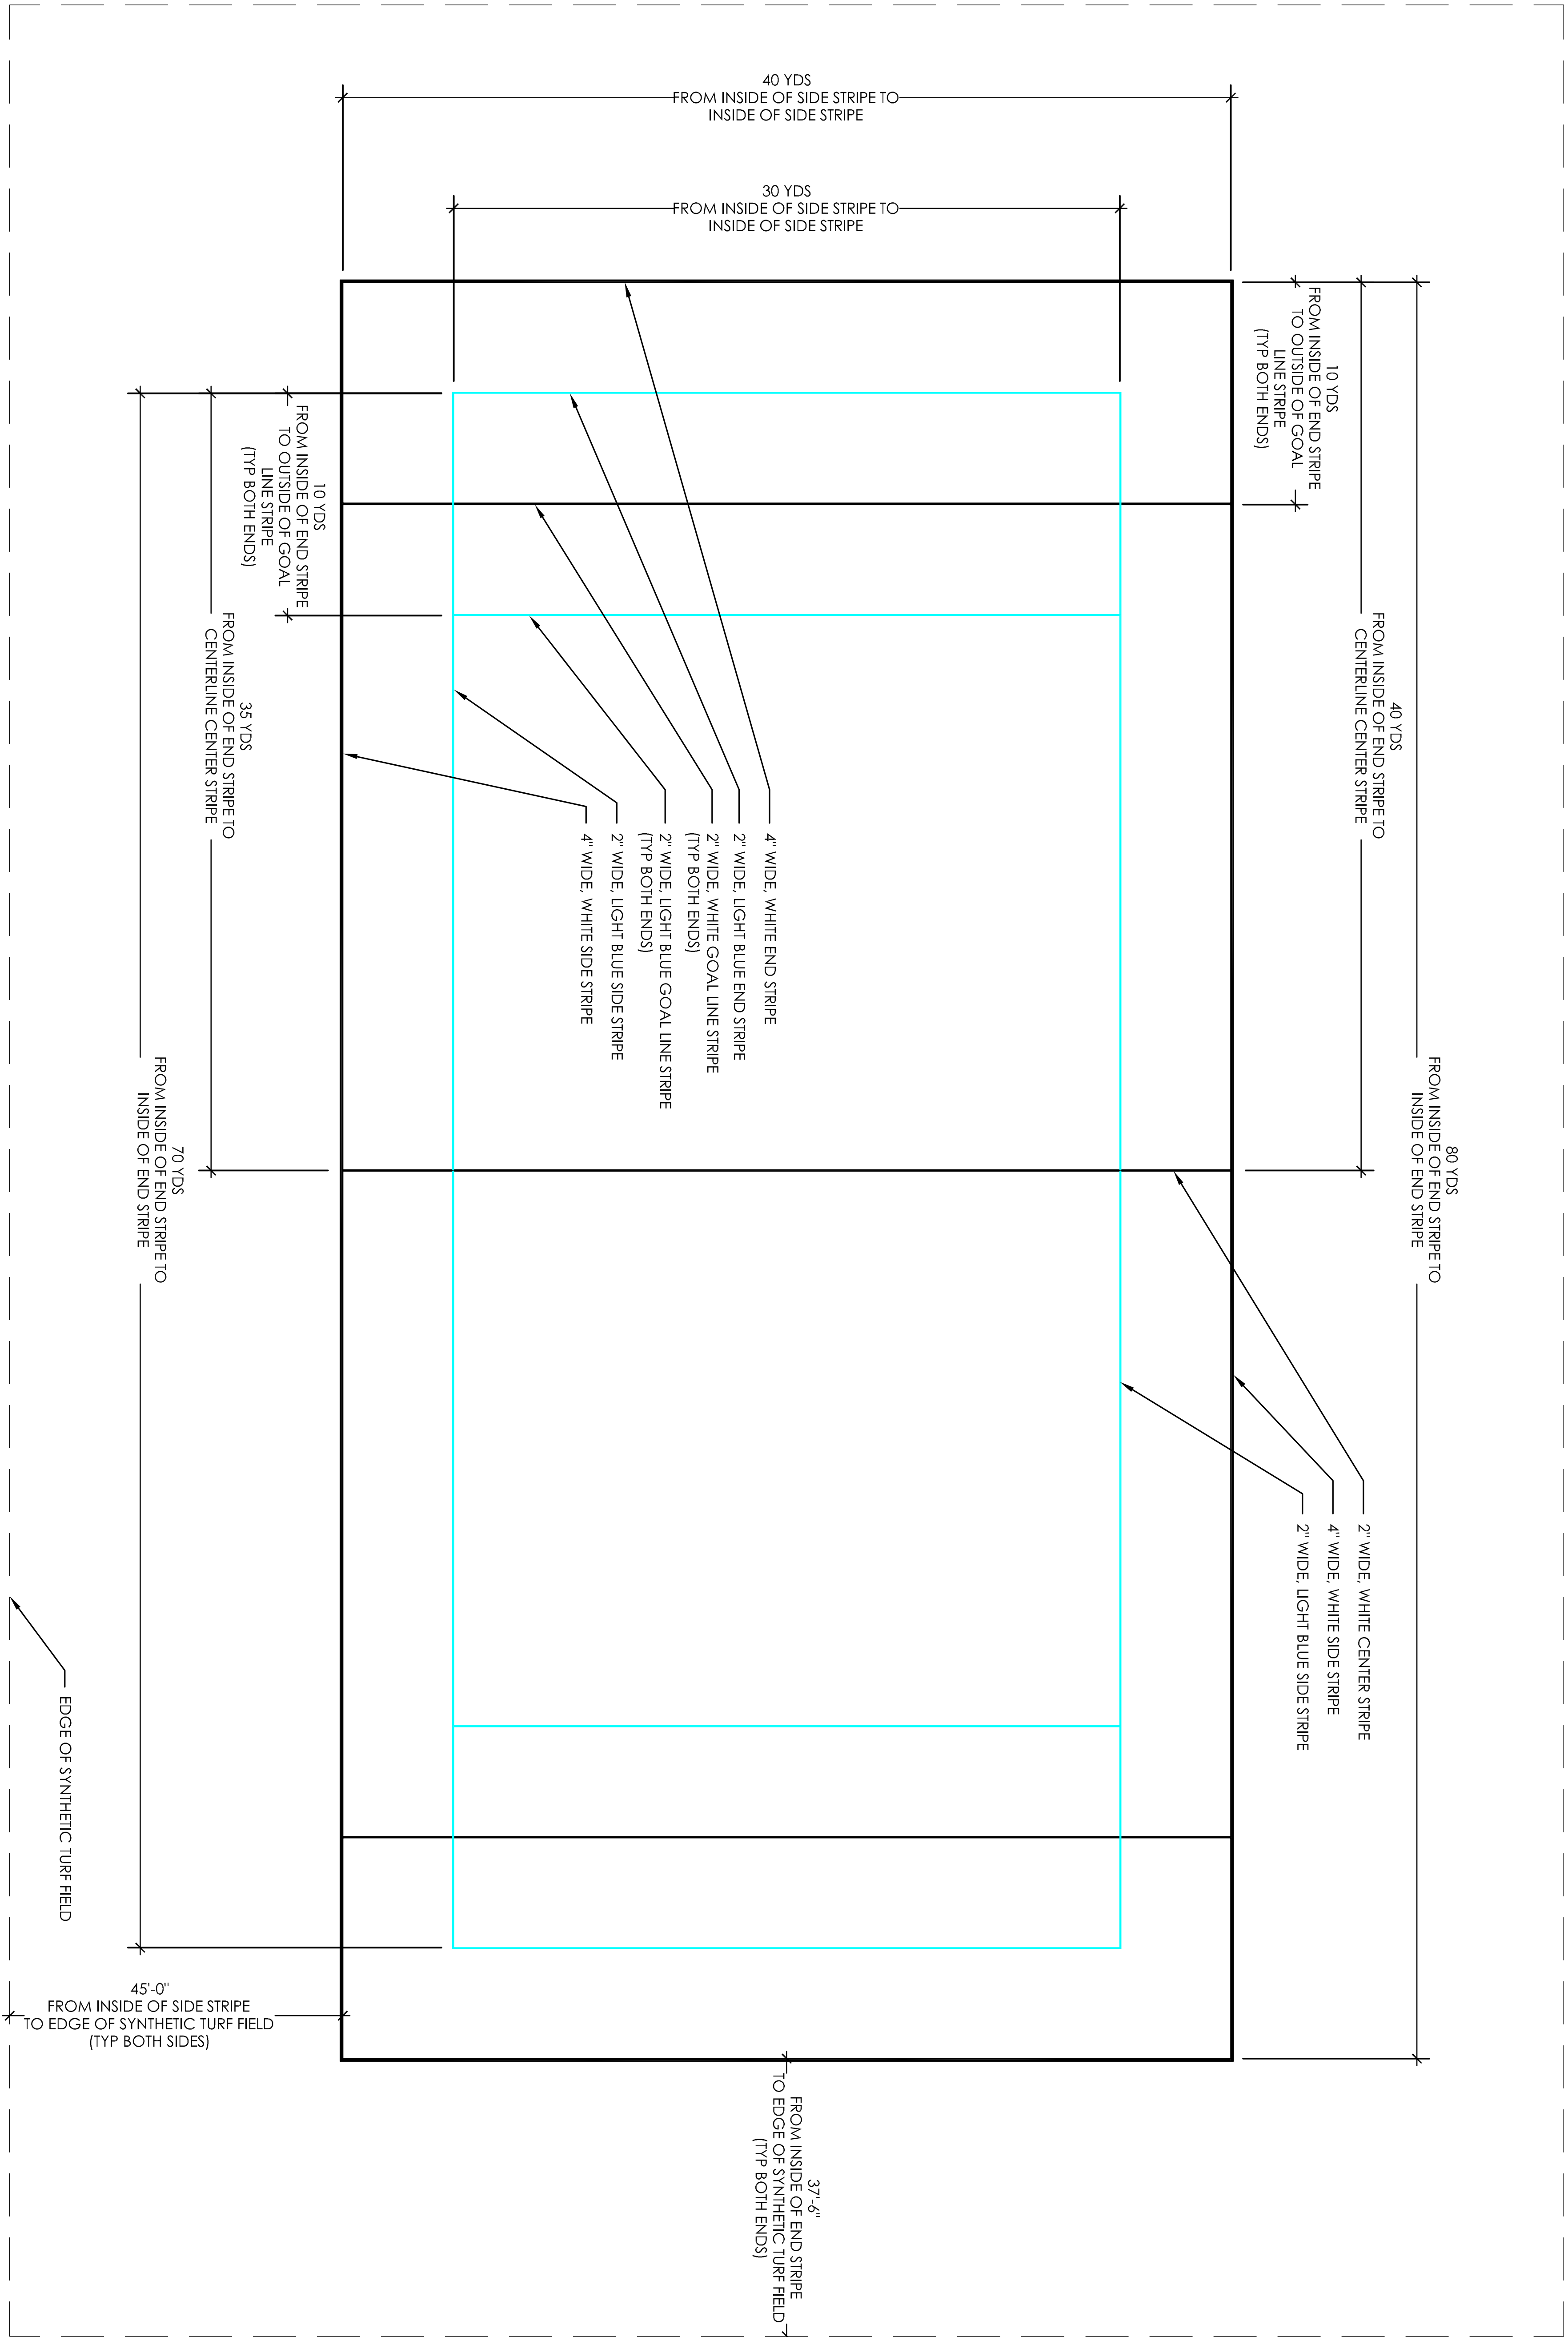 40 YDS
FROM INSIDE OF SIDE STRIPE TO
INSIDE OF SIDE STRIPE
30 YDS
FROM INSIDE OF SIDE STRIPE TO
INSIDE OF SIDE STRIPE
10 YDS
FROM INSIDE OF END STRIPE
TO OUTSIDE OF GOAL
LINE STRIPE
(TYP BOTH ENDS)
40 YDS
FROM INSIDE OF END STRIPE TO
CENTERLINE CENTER STRIPE
80 YDS
FROM INSIDE OF END STRIPE TO
INSIDE OF END STRIPE
10 YDS
FROM INSIDE OF END STRIPE
TO OUTSIDE OF GOAL
LINE STRIPE
(TYP BOTH ENDS)
35 YDS
FROM INSIDE OF END STRIPE TO
CENTERLINE CENTER STRIPE
70 YDS
FROM INSIDE OF END STRIPE TO
INSIDE OF END STRIPE
4" WIDE, WHITE END STRIPE
2" WIDE, LIGHT BLUE END STRIPE
2" WIDE, WHITE GOAL LINE STRIPE
(TYP BOTH ENDS)
2" WIDE, LIGHT BLUE GOAL LINE STRIPE
(TYP BOTH ENDS)
2" WIDE, LIGHT BLUE SIDE STRIPE
4" WIDE, WHITE SIDE STRIPE
2" WIDE, WHITE CENTER STRIPE
4" WIDE, WHITE SIDE STRIPE
2" WIDE, LIGHT BLUE SIDE STRIPE
EDGE OF SYNTHETIC TURF FIELD
45'-0"
FROM INSIDE OF SIDE STRIPE
TO EDGE OF SYNTHETIC TURF FIELD
(TYP BOTH SIDES)
37'-6"
FROM INSIDE OF END STRIPE
TO EDGE OF SYNTHETIC TURF FIELD
(TYP BOTH ENDS)